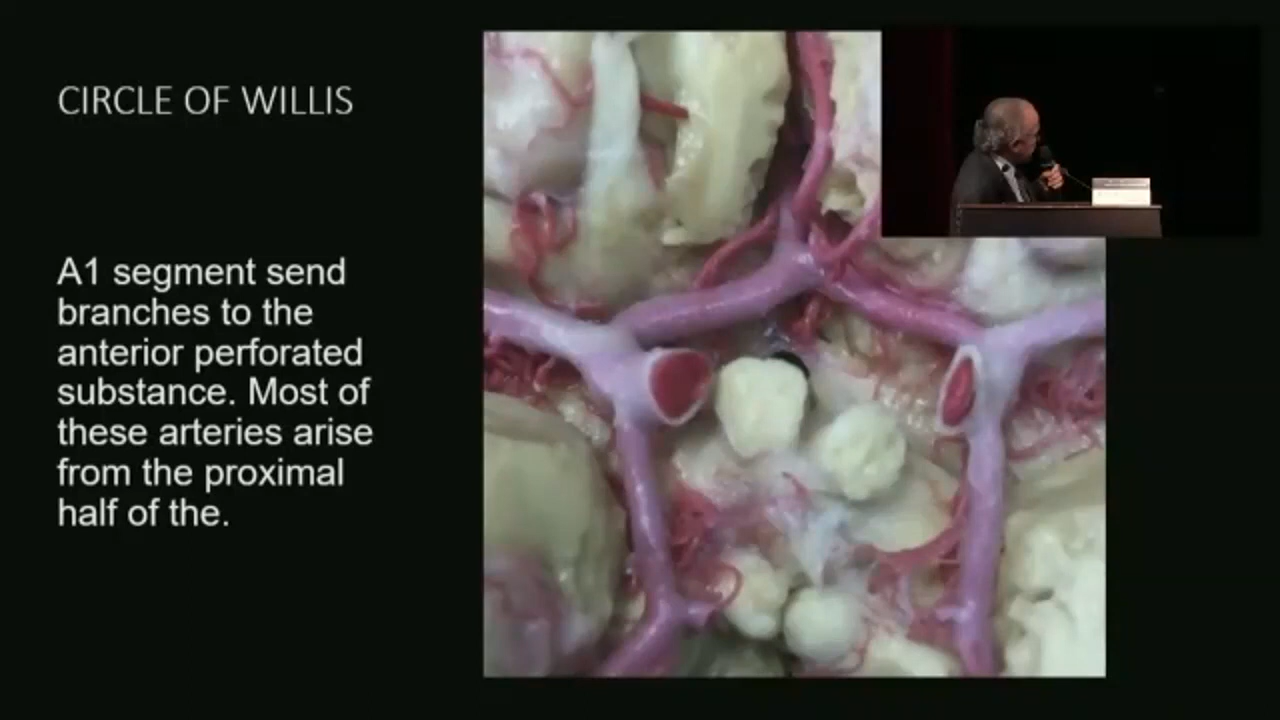 CIRCLE OF WILLIS
A1 segment send
branches to the
anterior perforated
substance. Most of
these arteries arise
from the proximal
half of the.